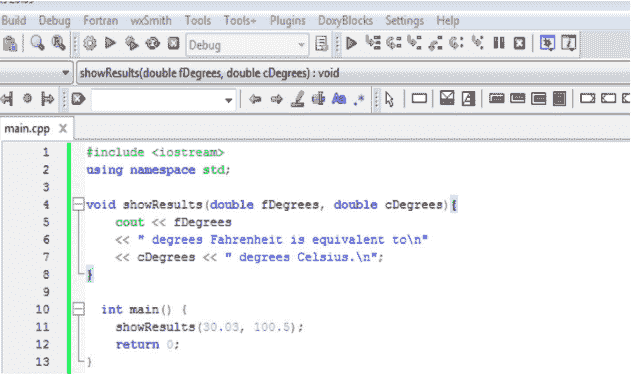 Build Debug Fortran wxSmith Tools Tools+ Plugins DoxyBlocks Settings Help
Debug
showResults(double fDegrees, double cDegrees) : void
Aa .*
main.cpp X
1 #include <iostream>
2 using namespace std;
3
4 void showResults(double fDegrees, double cDegrees){
5 cout << fDegrees
6 << " degrees Fahrenheit is equivalent to\n"
7 << cDegrees << " degrees Celsius.\n";
8 }
9
10 int main() {
11 showResults(30.03, 100.5);
12 return 0;
13 }